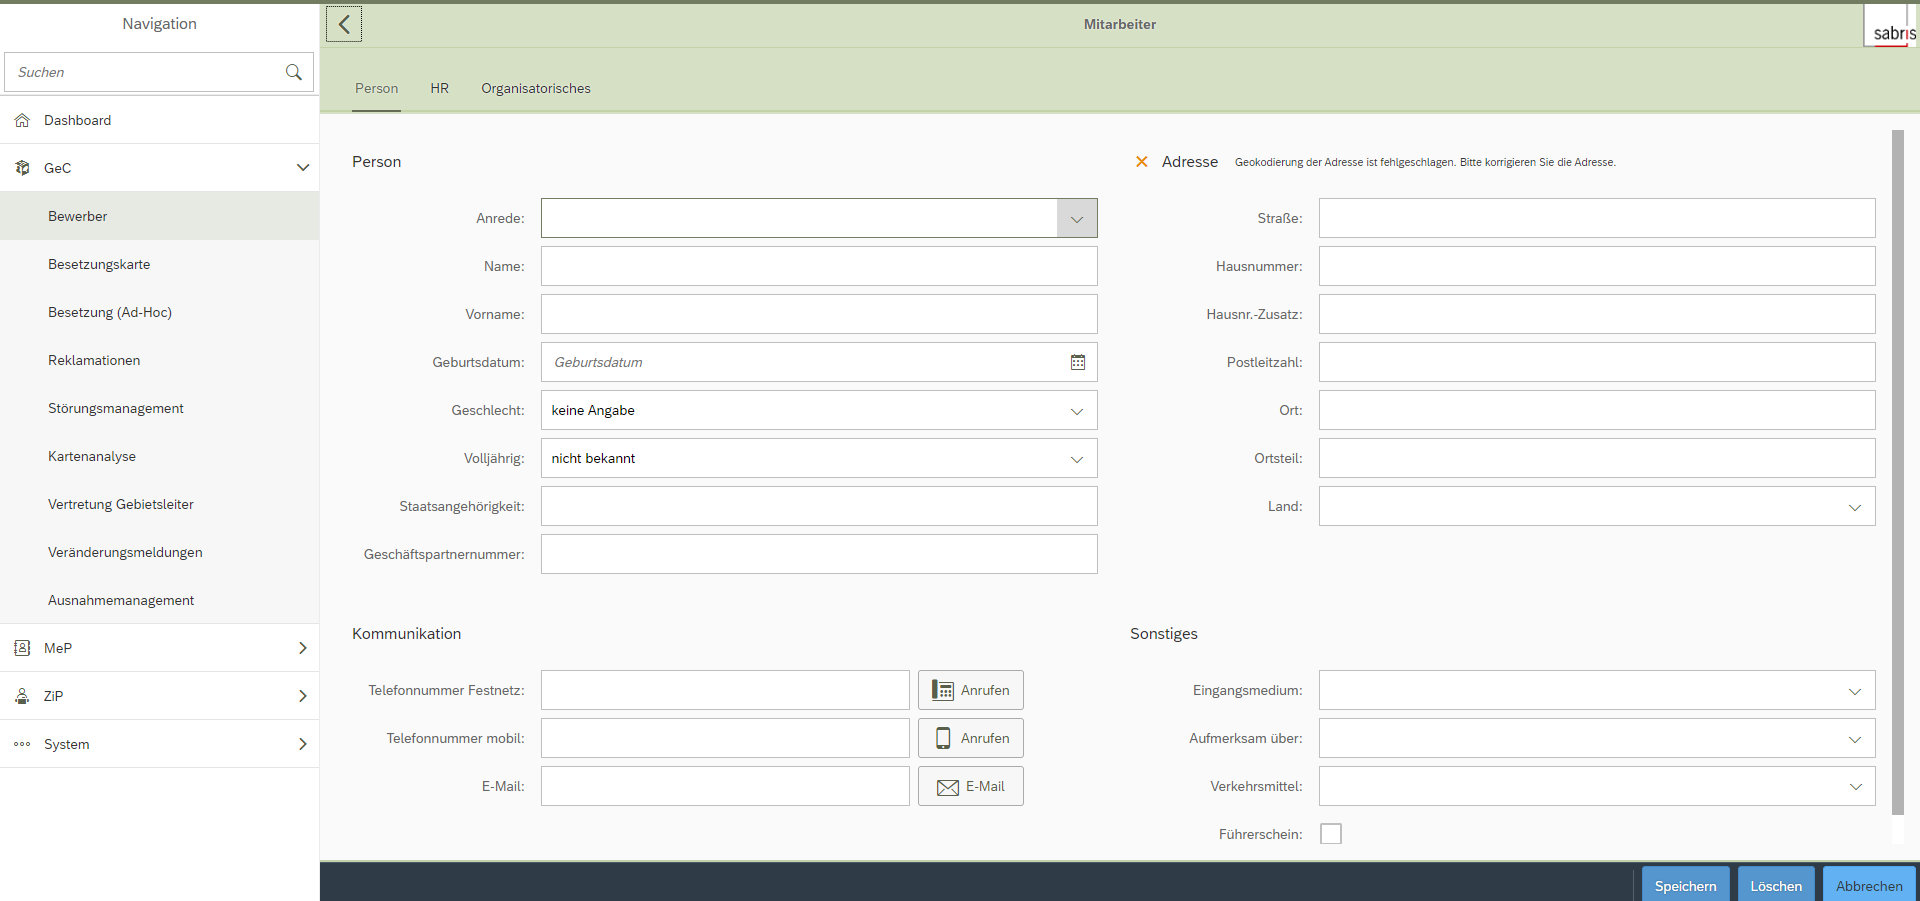 Navigation
Suchen
Dashboard
GeC
Bewerber
Besetzungskarte
Besetzung (Ad-Hoc)
Reklamationen
Störungsmanagement
Kartenanalyse
Vertretung Gebietsleiter
Veränderungsmeldungen
Ausnahmemanagement
MeP
ZiP
System
Mitarbeiter
sabris
Person HR Organisatorisches
Person
Anrede:
Name:
Vorname:
Geburtsdatum: Geburtsdatum
Geschlecht: keine Angabe
Volljährig: nicht bekannt
Staatsangehörigkeit:
Geschäftspartnernummer:
Adresse Geokodierung der Adresse ist fehlgeschlagen. Bitte korrigieren Sie die Adresse.
Straße:
Hausnummer:
Hausnr.-Zusatz:
Postleitzahl:
Ort:
Ortsteil:
Land:
Kommunikation
Telefonnummer Festnetz: Anrufen
Telefonnummer mobil: Anrufen
E-Mail: E-Mail
Sonstiges
Eingangsmedium:
Aufmerksam über:
Verkehrsmittel:
Führerschein:
Speichern Löschen Abbrechen